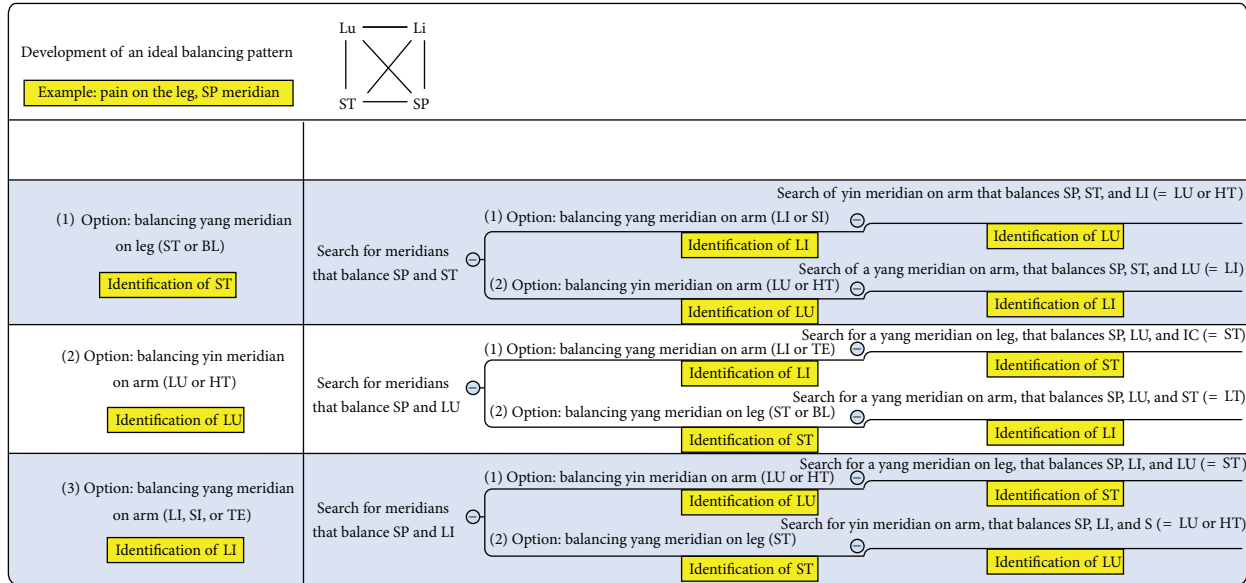 Development of an ideal balancing pattern
Example: pain on the leg, SP meridian
Lu Li
ST SP
(1) Option: balancing yang meridian
on leg (ST or BL)
Identification of ST
Search for meridians
that balance SP and ST
(1) Option: balancing yang meridian on arm (LI or SI)
Identification of LI
Search of yin meridian on arm that balances SP, ST, and LI (= LU or HT)
Identification of LU
(2) Option: balancing yin meridian on arm (LU or HT)
Identification of LU
Search of a yang meridian on arm, that balances SP, ST, and LU (= LI)
Identification of LI
(2) Option: balancing yin meridian
on arm (LU or HT)
Identification of LU
Search for meridians
that balance SP and LU
(1) Option: balancing yang meridian on arm (LI or TE)
Identification of LI
Search for a yang meridian on leg, that balances SP, LU, and IC (= ST)
Identification of ST
(2) Option: balancing yang meridian on leg (ST or BL)
Identification of ST
Search for a yang meridian on arm, that balances SP, LU, and ST (= LT)
Identification of LI
(3) Option: balancing yang meridian
on arm (LI, SI, or TE)
Identification of LI
Search for meridians
that balance SP and LI
(1) Option: balancing yin meridian on arm (LU or HT)
Identification of LU
Search for a yang meridian on leg, that balances SP, LI, and LU (= ST)
Identification of ST
(2) Option: balancing yang meridian on leg (ST)
Identification of ST
Search for yin meridian on arm, that balances SP, LI, and S (= LU or HT)
Identification of LU